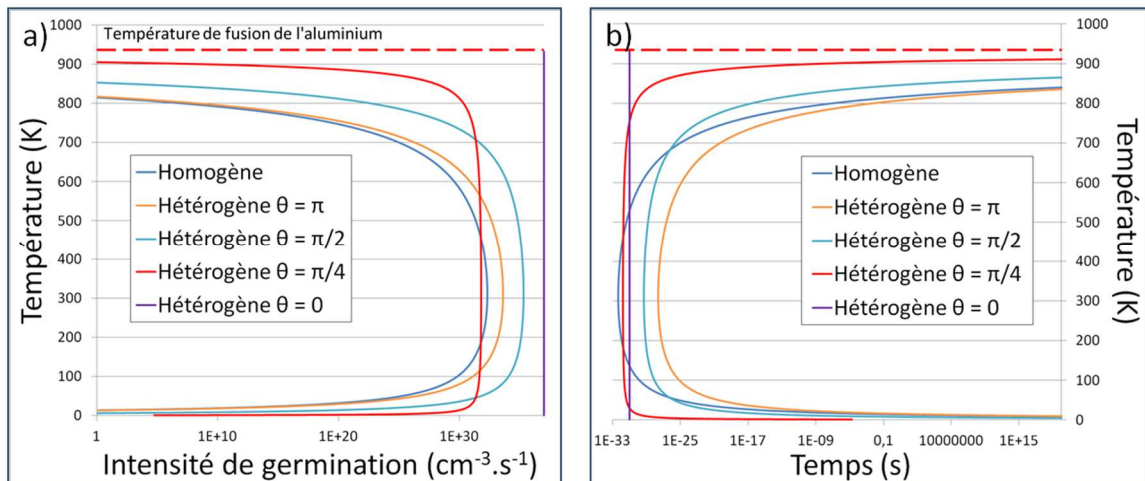 a)
Température de fusion de l'aluminium
1000
900
800
700
600
500
400
300
200
100
0
Température (K)
Homogène
Hétérogène θ = π
Hétérogène θ = π/2
Hétérogène θ = π/4
Hétérogène θ = 0
1
1E+10
1E+20
1E+30
Intensité de germination (cm⁻³.s⁻¹)
b)
Homogène
Hétérogène θ = π
Hétérogène θ = π/2
Hétérogène θ = π/4
Hétérogène θ = 0
1000
900
800
700
600
500
400
300
200
100
0
Température (K)
1E-33
1E-25
1E-17
1E-09
0,1
10000000
1E+15
Temps (s)